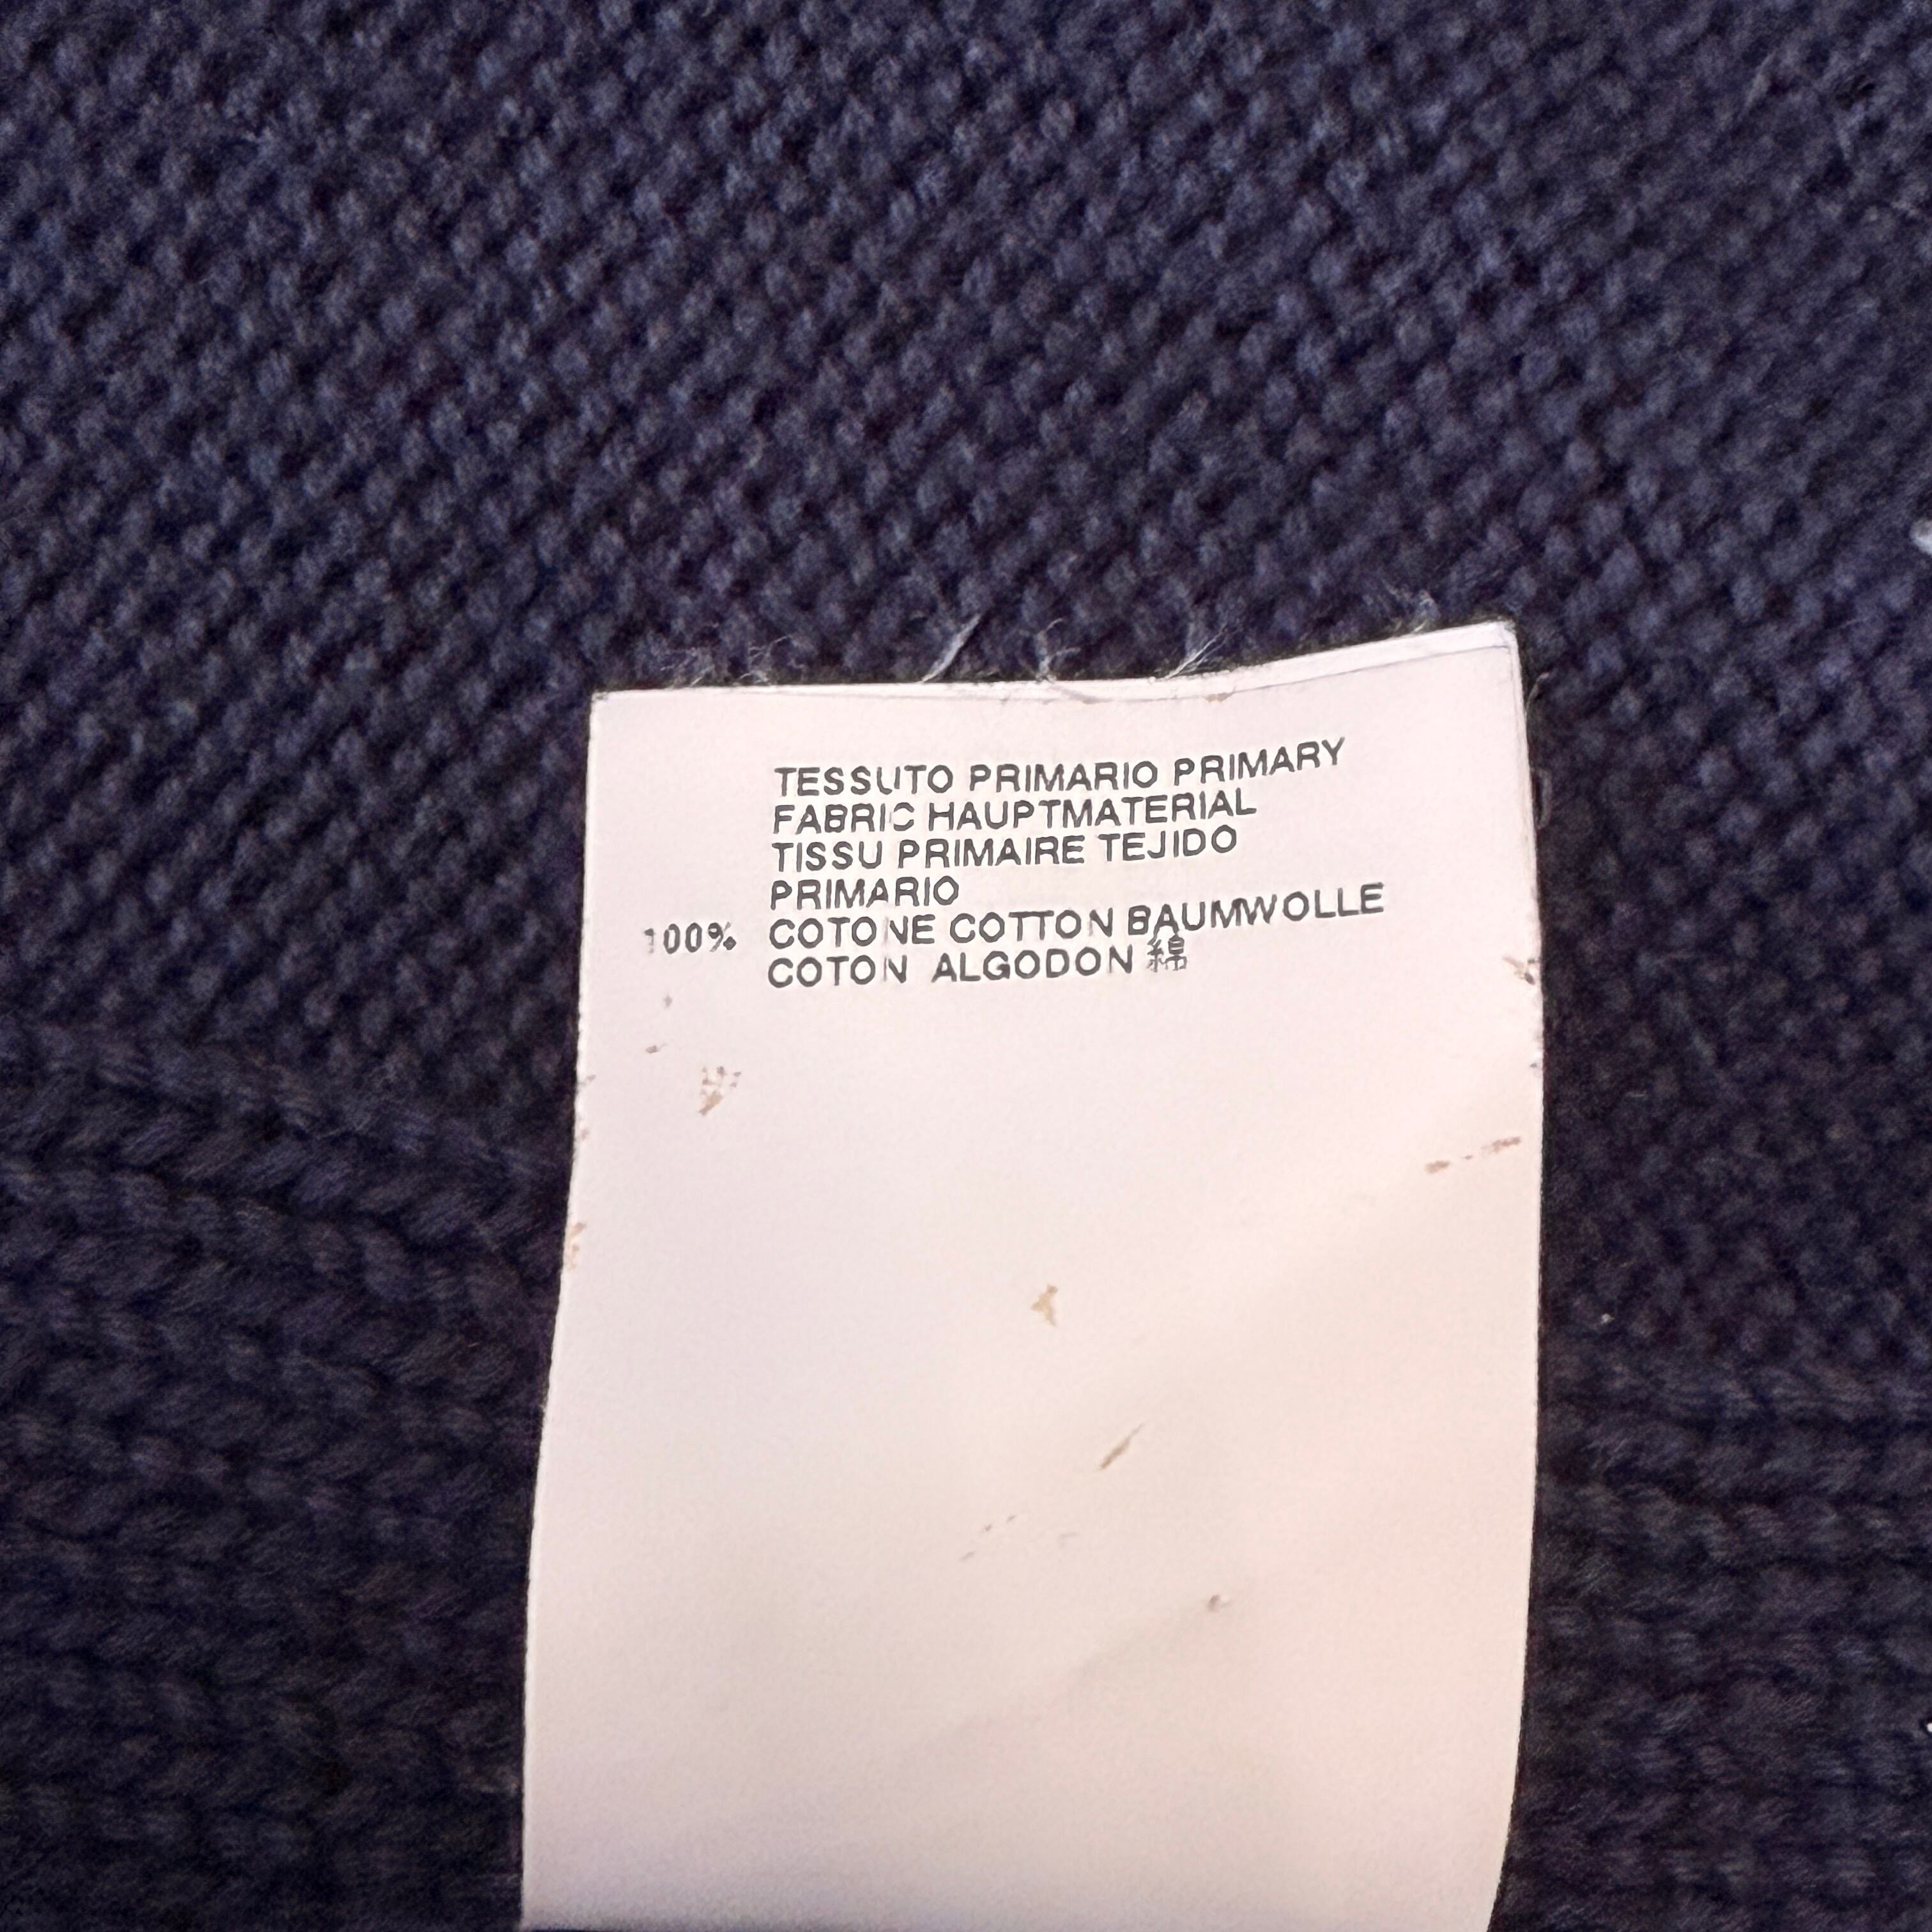 TESSUTO PRIMARIO PRIMARY
FABRIC HAUPTMATERIAL
TISSU PRIMAIRE TEJIDO
PRIMARIO
100% COTONE COTTON BAUMWOLLE
COTON ALGODON 綿